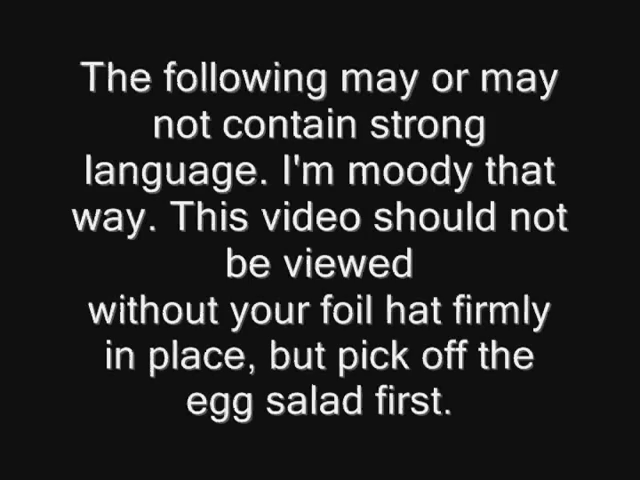 The following may or may
not contain strong
language. I'm moody that
way. This video should not
be viewed
without your foil hat firmly
in place, but pick off the
egg salad first.